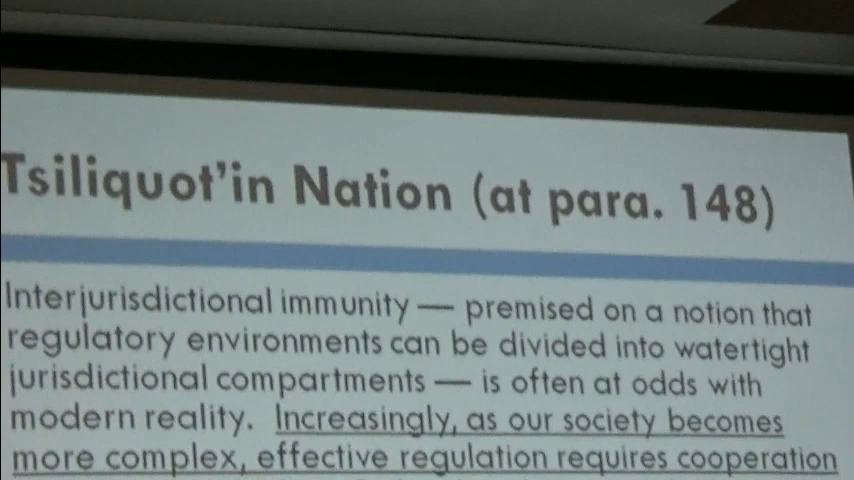 Tsiliquot'in Nation (at para. 148)
Interjurisdictional immunity — premised on a notion that
regulatory environments can be divided into watertight
jurisdictional compartments — is often at odds with
modern reality. Increasingly, as our society becomes
more complex, effective regulation requires cooperation